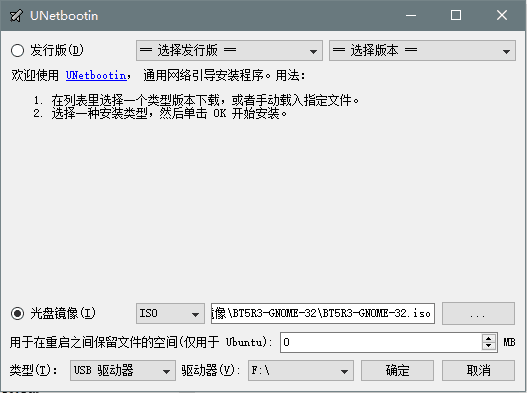 UNetbootin
发行版(D) == 选择发行版 == == 选择版本 ==
欢迎使用 UNetbootin, 通用网络引导安装程序。用法:
1. 在列表里选择一个类型版本下载, 或者手动载入指定文件。
2. 选择一种安装类型, 然后单击 OK 开始安装。
光盘镜像(I) ISO 像\BT5R3-GNOME-32\BT5R3-GNOME-32.iso ...
用于在重启之间保留文件的空间(仅用于 Ubuntu): 0 MB
类型(T): USB 驱动器 驱动器(V): F:\ 确定 取消